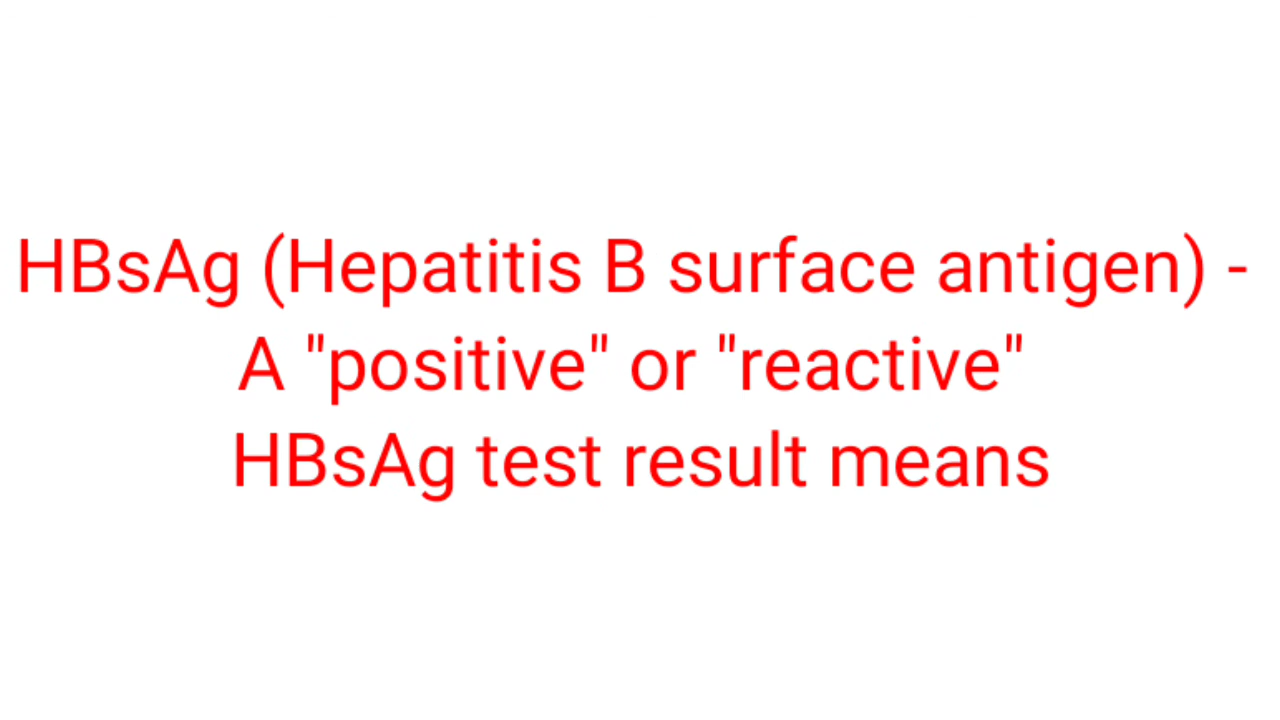 HBsAg (Hepatitis B surface antigen) -
A "positive" or "reactive"
HBsAg test result means